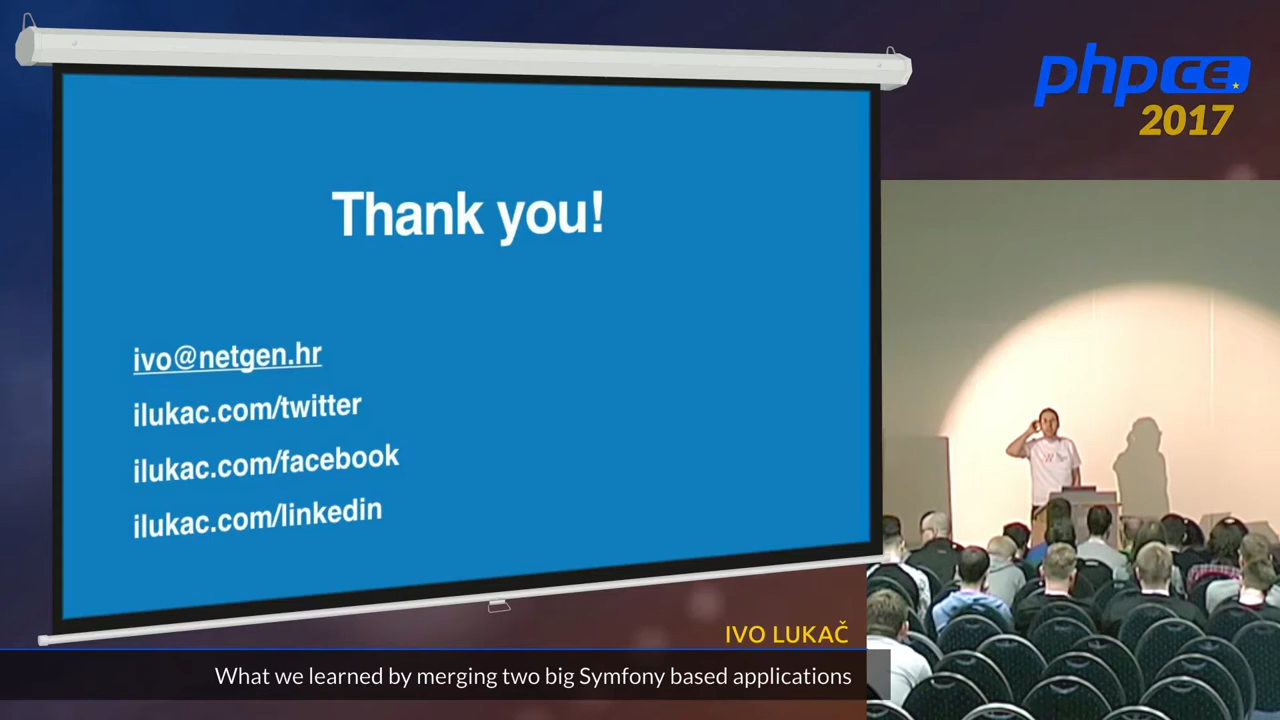 Thank you!
ivo@netgen.hr
ilukac.com/twitter
ilukac.com/facebook
ilukac.com/linkedin
phpCE
2017
IVO LUKAČ
What we learned by merging two big Symfony based applications